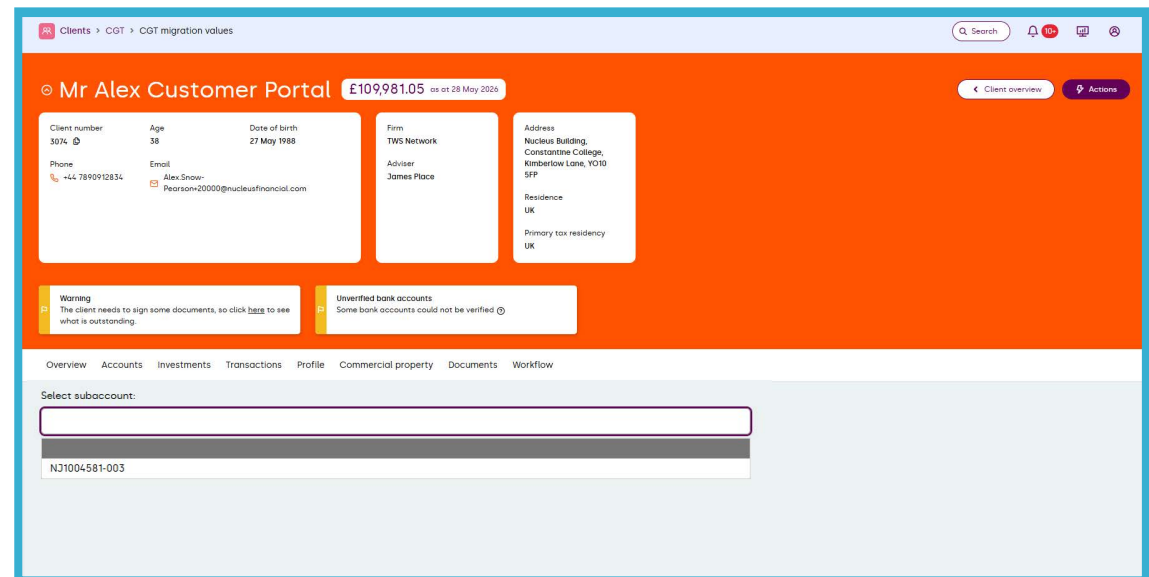 Clients > CGT > CGT migration values
Search
10+
Mr Alex Customer Portal
£109,981.05 as at 28 May 2026
Client overview
Actions
Client number
3074
Age
38
Date of birth
27 May 1988
Phone
+44 7890912834
Email
Alex.Snow-
Pearson+20000@nucleusfinancial.com
Firm
TWS Network
Adviser
James Place
Address
Nucleus Building,
Constantine College,
Kimberlow Lane, YO10
5FP
Residence
UK
Primary tax residency
UK
Warning
The client needs to sign some documents, so click here to see
what is outstanding.
Unverified bank accounts
Some bank accounts could not be verified
Overview Accounts Investments Transactions Profile Commercial property Documents Workflow
Select subaccount:
NJ1004581-003